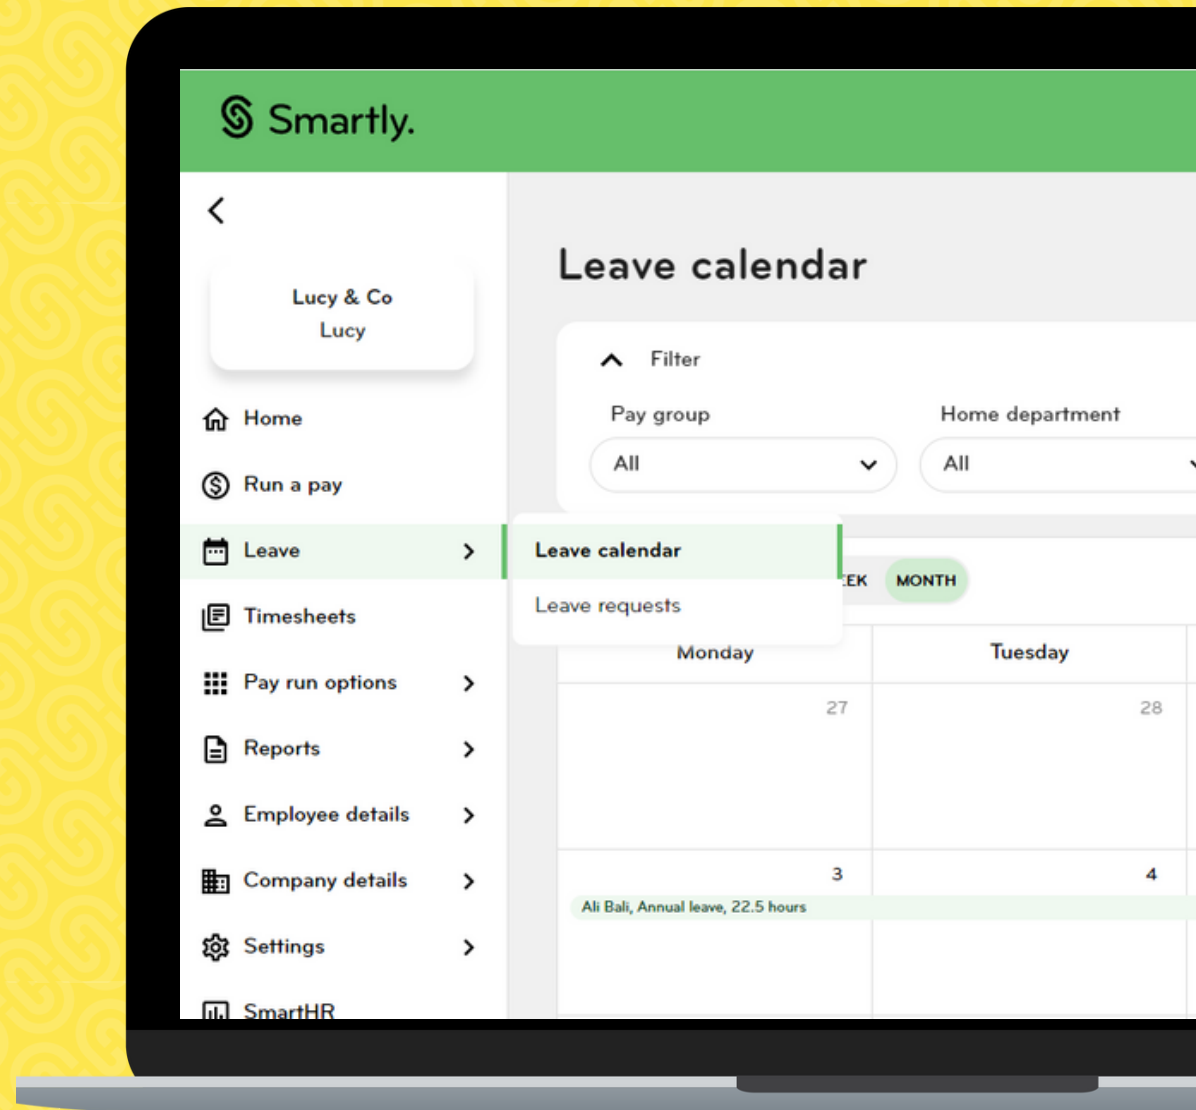 Smartly.
Lucy & Co
Lucy
Home
Run a pay
Leave
Timesheets
Pay run options
Reports
Employee details
Company details
Settings
SmartHR
Leave calendar
Filter
Pay group
Home department
All
All
Leave calendar
Leave requests
MONTH
Monday
Tuesday
27
28
3
4
Ali Bali, Annual leave, 22.5 hours